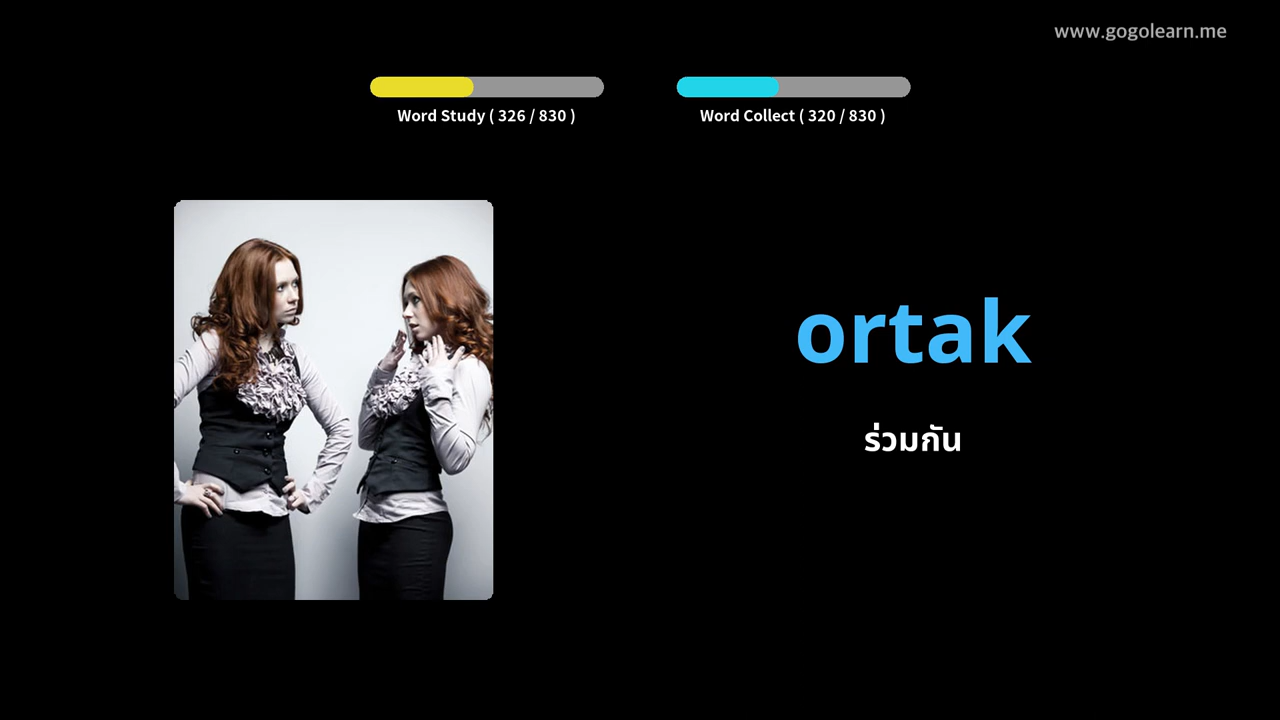 www.gogolearn.me
Word Study ( 326 / 830 )
Word Collect ( 320 / 830 )
ortak
ร่วมกัน